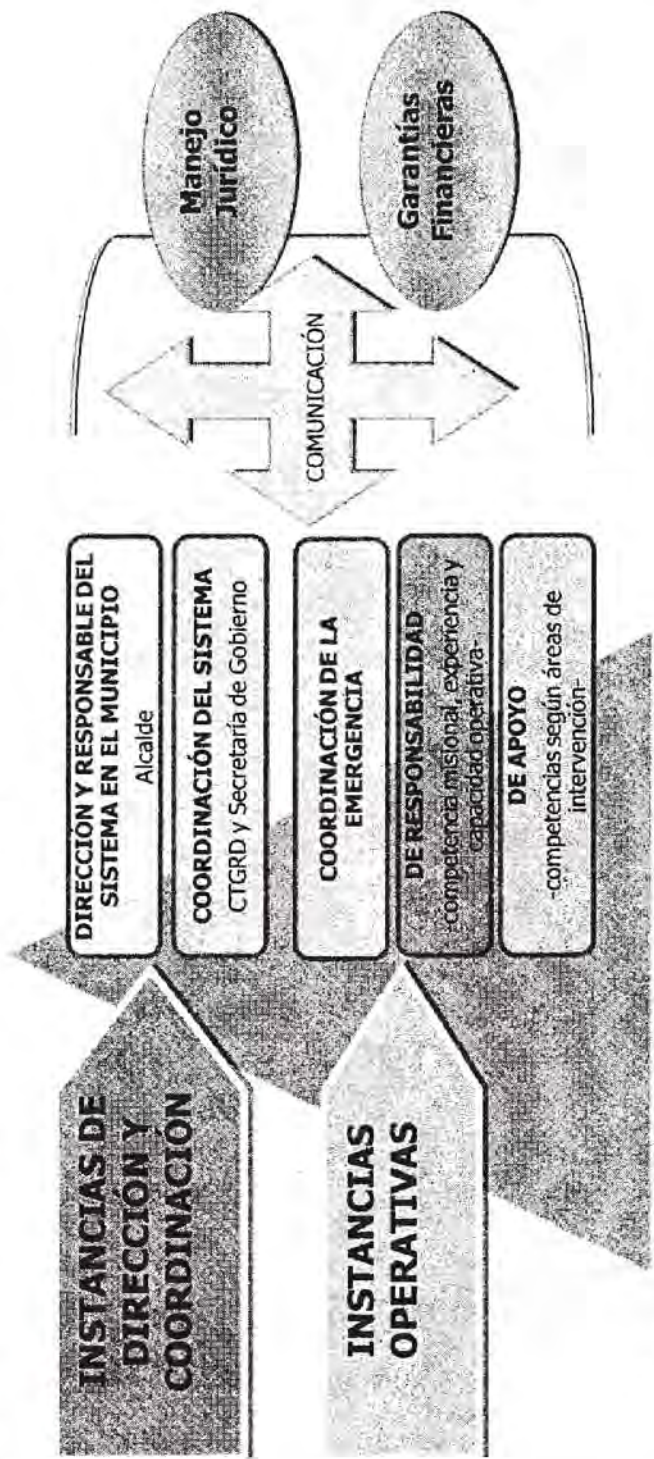 INSTANCIAS DE
DIRECCIÓN Y
COORDINACIÓN
DIRECCIÓN Y RESPONSABLE DEL
SISTEMA EN EL MUNICIPIO
Alcalde
COORDINACIÓN DEL SISTEMA
CTGRD y Secretaría de Gobierno
INSTANCIAS
OPERATIVAS
COORDINACIÓN DE LA
EMERGENCIA
DE RESPONSABILIDAD
-competencia misional, experiencia y
capacidad operativa-
DE APOYO
-competencias según áreas de
intervención-
COMUNICACIÓN
Manejo
Jurídico
Garantías
Financieras